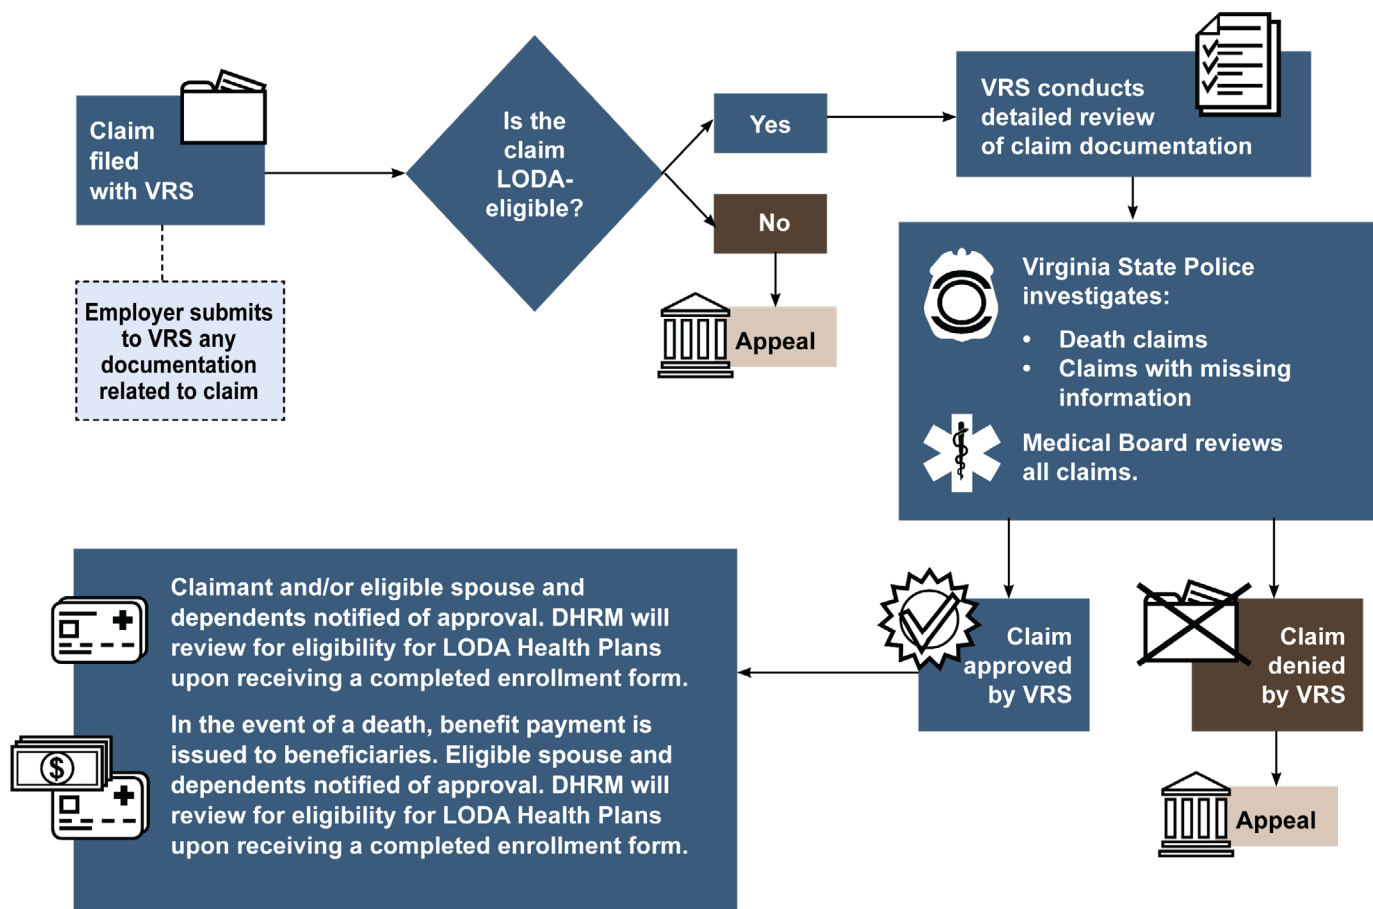 Claim
filed
with VRS
Employer submits
to VRS any
documentation
related to claim
Is the
claim
LODA-
eligible?
Yes
No
Appeal
VRS conducts
detailed review
of claim documentation
Virginia State Police
investigates:
• Death claims
• Claims with missing
information
Medical Board reviews
all claims.
Claim
approved
by VRS
Claim
denied
by VRS
Appeal
Claimant and/or eligible spouse and
dependents notified of approval. DHRM will
review for eligibility for LODA Health Plans
upon receiving a completed enrollment form.
In the event of a death, benefit payment is
issued to beneficiaries. Eligible spouse and
dependents notified of approval. DHRM will
review for eligibility for LODA Health Plans
upon receiving a completed enrollment form.
$